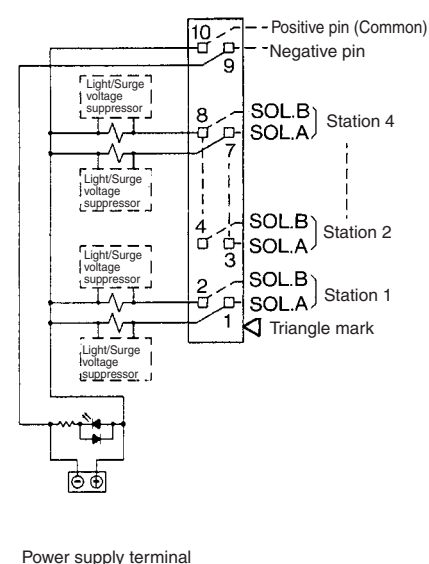 10
Positive pin (Common)
Negative pin
9
Light/Surge
voltage
suppressor
8
SOL.B
SOL.A
Station 4
7
Light/Surge
voltage
suppressor
4
SOL.B
SOL.A
Station 2
3
Light/Surge
voltage
suppressor
2
SOL.B
SOL.A
Station 1
1
Triangle mark
Light/Surge
voltage
suppressor
Power supply terminal